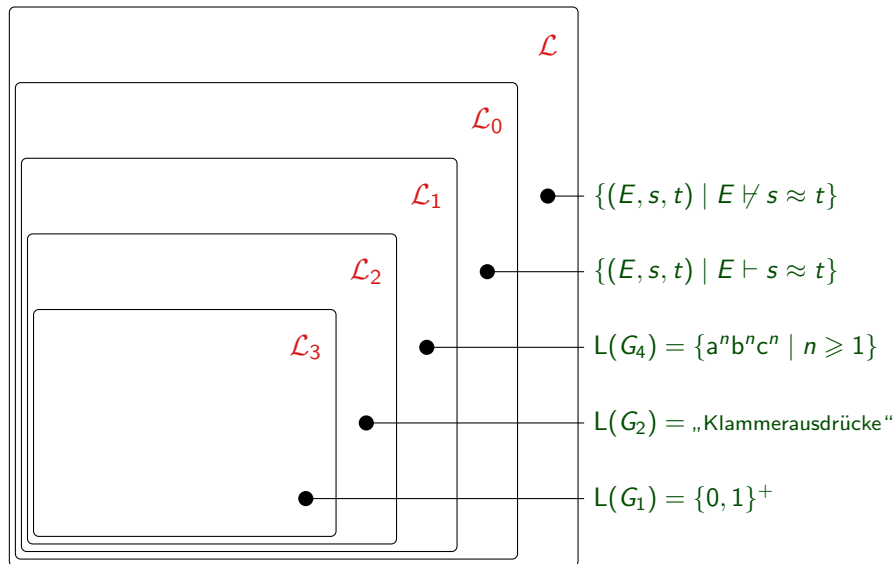 ℒ
ℒ₀
ℒ₁
{(E, s, t) | E ⊬ s ≈ t}
ℒ₂
{(E, s, t) | E ⊢ s ≈ t}
ℒ₃
L(G₄) = {aⁿbⁿcⁿ | n ⩾ 1}
L(G₂) = „Klammerausdrücke“
L(G₁) = {0, 1}⁺